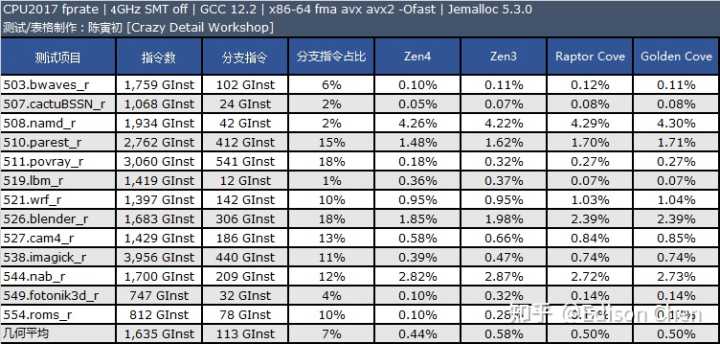 CPU2017 fprate | 4GHz SMT off | GCC 12.2 | x86-64 fma avx avx2 -Ofast | Jemalloc 5.3.0
测试/表格制作：陈寅初 [Crazy Detail Workshop]
测试项目 指令数 分支指令 分支指令占比 Zen4 Zen3 Raptor Cove Golden Cove
503.bwaves_r 1,759 GInst 102 GInst 6% 0.10% 0.11% 0.12% 0.11%
507.cactuBSSN_r 1,068 GInst 24 GInst 2% 0.05% 0.07% 0.08% 0.08%
508.namd_r 1,934 GInst 42 GInst 2% 4.26% 4.22% 4.29% 4.30%
510.parest_r 2,762 GInst 412 GInst 15% 1.48% 1.62% 1.70% 1.71%
511.povray_r 3,060 GInst 541 GInst 18% 0.18% 0.32% 0.27% 0.27%
519.lbm_r 1,419 GInst 12 GInst 1% 0.36% 0.37% 0.07% 0.07%
521.wrf_r 1,397 GInst 142 GInst 10% 0.95% 0.95% 1.03% 1.04%
526.blender_r 1,683 GInst 306 GInst 18% 1.85% 1.98% 2.39% 2.39%
527.cam4_r 1,429 GInst 186 GInst 13% 0.58% 0.66% 0.84% 0.85%
538.imagick_r 3,956 GInst 440 GInst 11% 0.39% 0.47% 0.74% 0.74%
544.nab_r 1,700 GInst 209 GInst 12% 2.82% 2.87% 2.72% 2.73%
549.fotonik3d_r 747 GInst 32 GInst 4% 0.10% 0.32% 0.14% 0.14%
554.roms_r 812 GInst 78 GInst 10% 0.10%
几何平均 1,635 GInst 113 GInst 7% 0.44% 0.58% 0.50% 0.50%
知乎 @Edison Chen